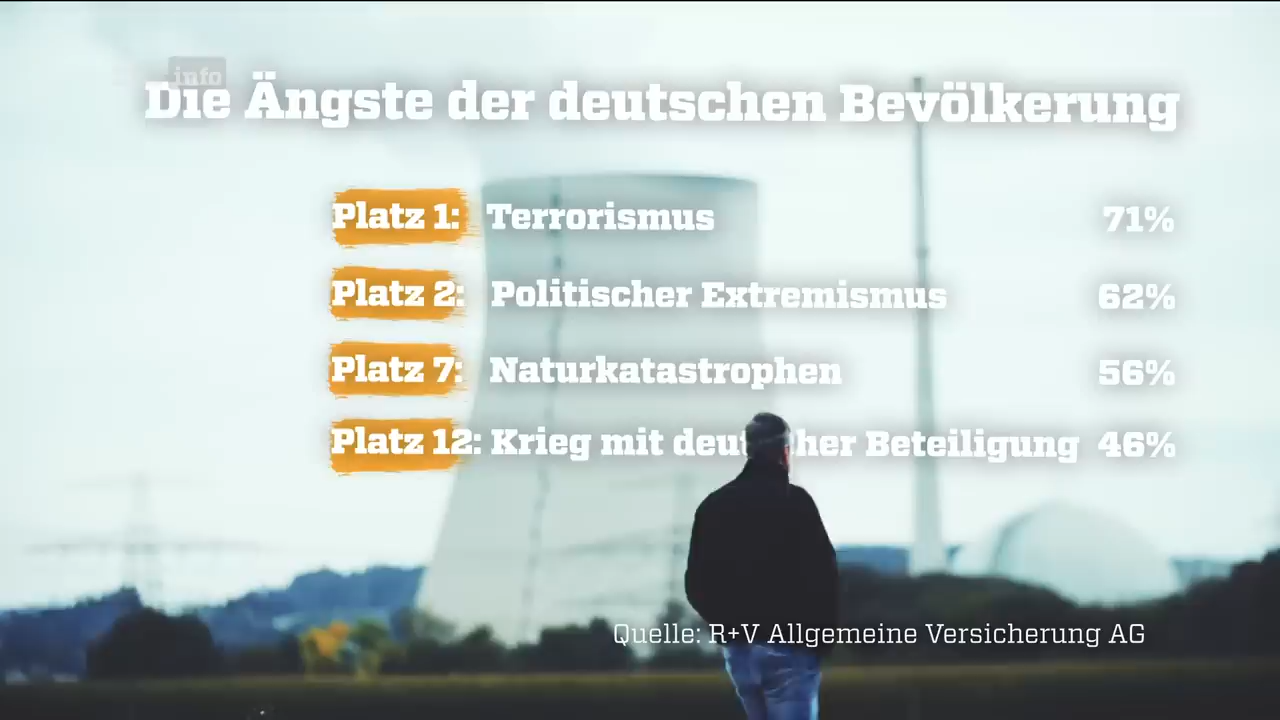 info
Die Ängste der deutschen Bevölkerung
Platz 1: Terrorismus 71%
Platz 2: Politischer Extremismus 62%
Platz 7: Naturkatastrophen 56%
Platz 12: Krieg mit deutscher Beteiligung 46%
Quelle: R+V Allgemeine Versicherung AG